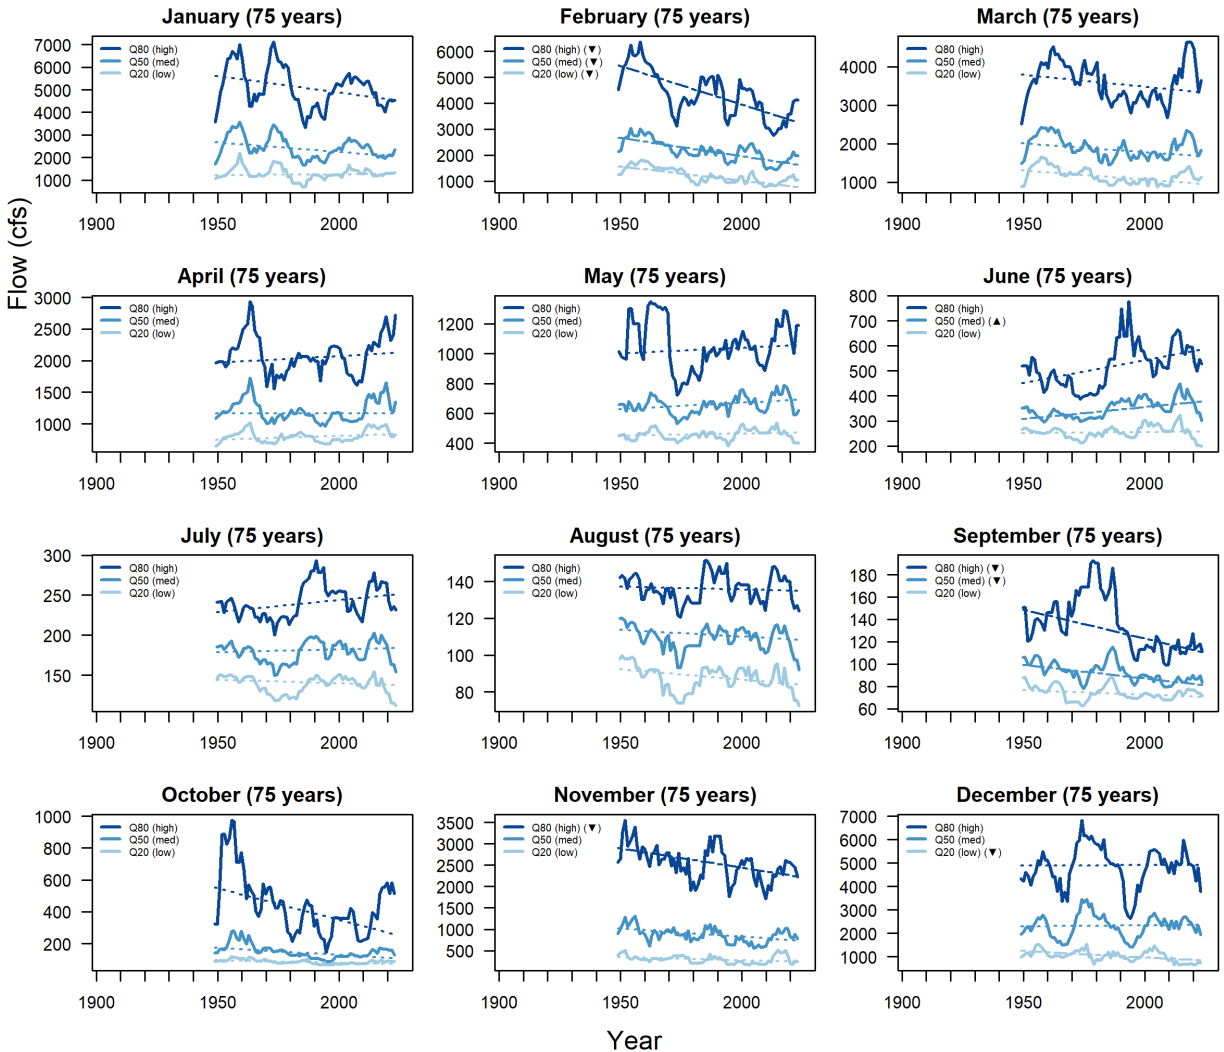 January (75 years)
7000
6000
5000
4000
3000
2000
1000
Q80 (high)
Q50 (med)
Q20 (low)
1900
1950
2000
February (75 years)
6000
5000
4000
3000
2000
1000
Q80 (high) (▼)
Q50 (med) (▼)
Q20 (low) (▼)
1900
1950
2000
March (75 years)
4000
3000
2000
1000
Q80 (high)
Q50 (med)
Q20 (low)
1900
1950
2000
Flow (cfs)
April (75 years)
3000
2500
2000
1500
1000
Q80 (high)
Q50 (med)
Q20 (low)
1900
1950
2000
May (75 years)
1200
1000
800
600
400
Q80 (high)
Q50 (med)
Q20 (low)
1900
1950
2000
June (75 years)
800
700
600
500
400
300
200
Q80 (high)
Q50 (med) (▲)
Q20 (low)
1900
1950
2000
July (75 years)
300
250
200
150
Q80 (high)
Q50 (med)
Q20 (low)
1900
1950
2000
August (75 years)
140
120
100
80
Q80 (high)
Q50 (med)
Q20 (low)
1900
1950
2000
September (75 years)
180
160
140
120
100
80
60
Q80 (high) (▼)
Q50 (med) (▼)
Q20 (low)
1900
1950
2000
October (75 years)
1000
800
600
400
200
Q80 (high)
Q50 (med)
Q20 (low)
1900
1950
2000
November (75 years)
3500
3000
2500
2000
1500
1000
500
Q80 (high) (▼)
Q50 (med)
Q20 (low)
1900
1950
2000
December (75 years)
7000
6000
5000
4000
3000
2000
1000
Q80 (high)
Q50 (med)
Q20 (low) (▼)
1900
1950
2000
Year